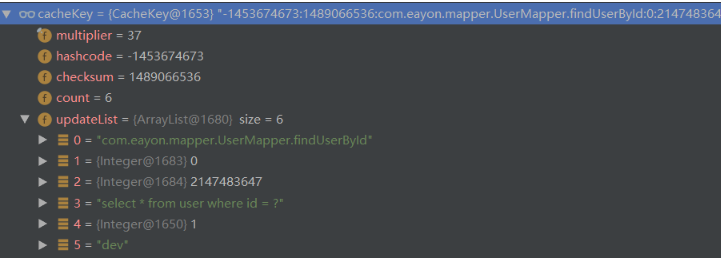 cacheKey = {CacheKey@1653} "-1453674673:1489066536:com.eayon.mapper.UserMapper.findUserById:0:214748364
f multiplier = 37
f hashcode = -1453674673
f checksum = 1489066536
f count = 6
f updateList = {ArrayList@1680} size = 6
0 = "com.eayon.mapper.UserMapper.findUserById"
1 = {Integer@1683} 0
2 = {Integer@1684} 2147483647
3 = "select * from user where id = ?"
4 = {Integer@1650} 1
5 = "dev"